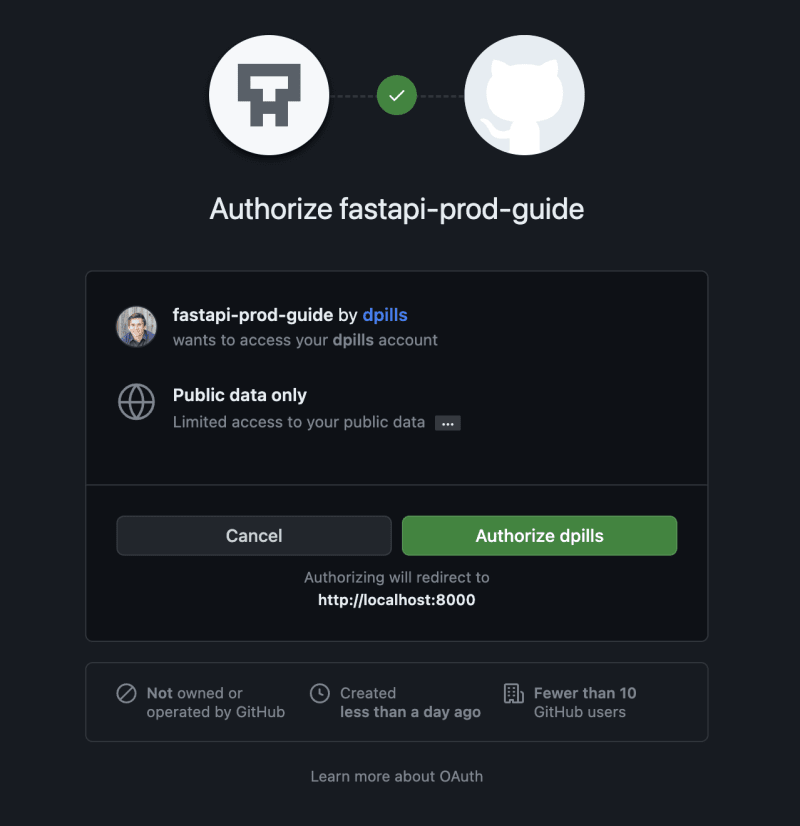 Authorize fastapi-prod-guide
fastapi-prod-guide by dpills
wants to access your dpills account
Public data only
Limited access to your public data ...
Cancel
Authorize dpills
Authorizing will redirect to
http://localhost:8000
Not owned or
operated by GitHub
Created
less than a day ago
Fewer than 10
GitHub users
Learn more about OAuth